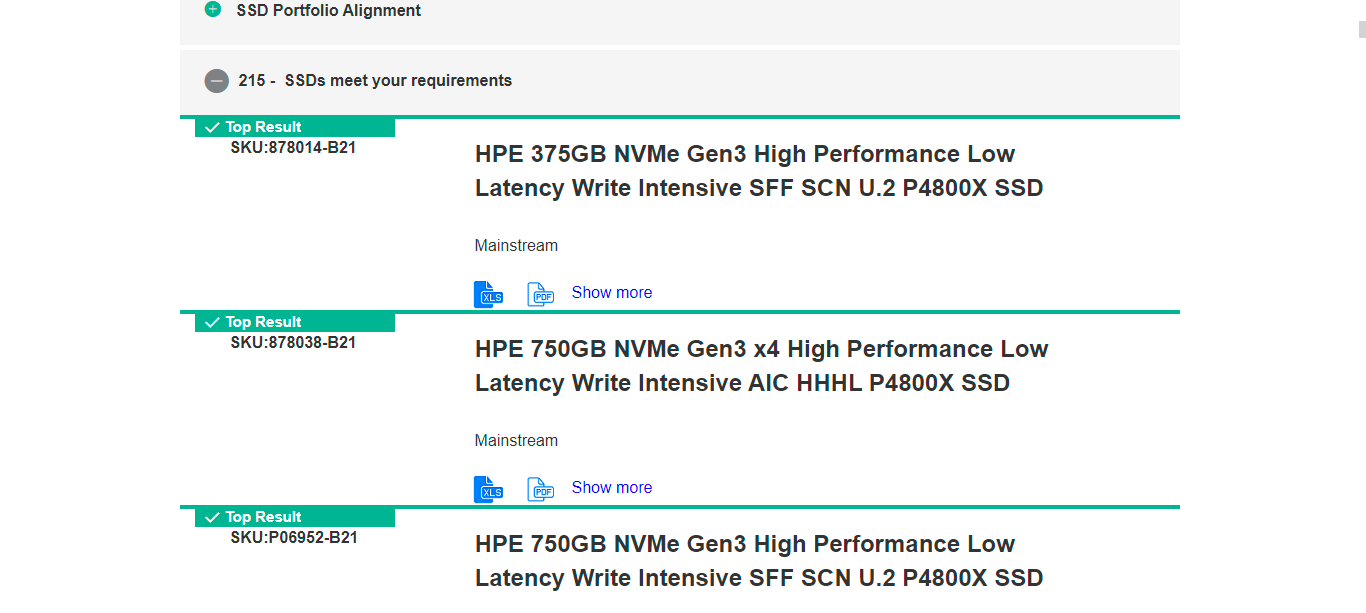 SSD Portfolio Alignment
215 - SSDs meet your requirements
Top Result
SKU:878014-B21
HPE 375GB NVMe Gen3 High Performance Low
Latency Write Intensive SFF SCN U.2 P4800X SSD
Mainstream
XLS PDF Show more
Top Result
SKU:878038-B21
HPE 750GB NVMe Gen3 x4 High Performance Low
Latency Write Intensive AIC HHHL P4800X SSD
Mainstream
XLS PDF Show more
Top Result
SKU:P06952-B21
HPE 750GB NVMe Gen3 High Performance Low
Latency Write Intensive SFF SCN U.2 P4800X SSD